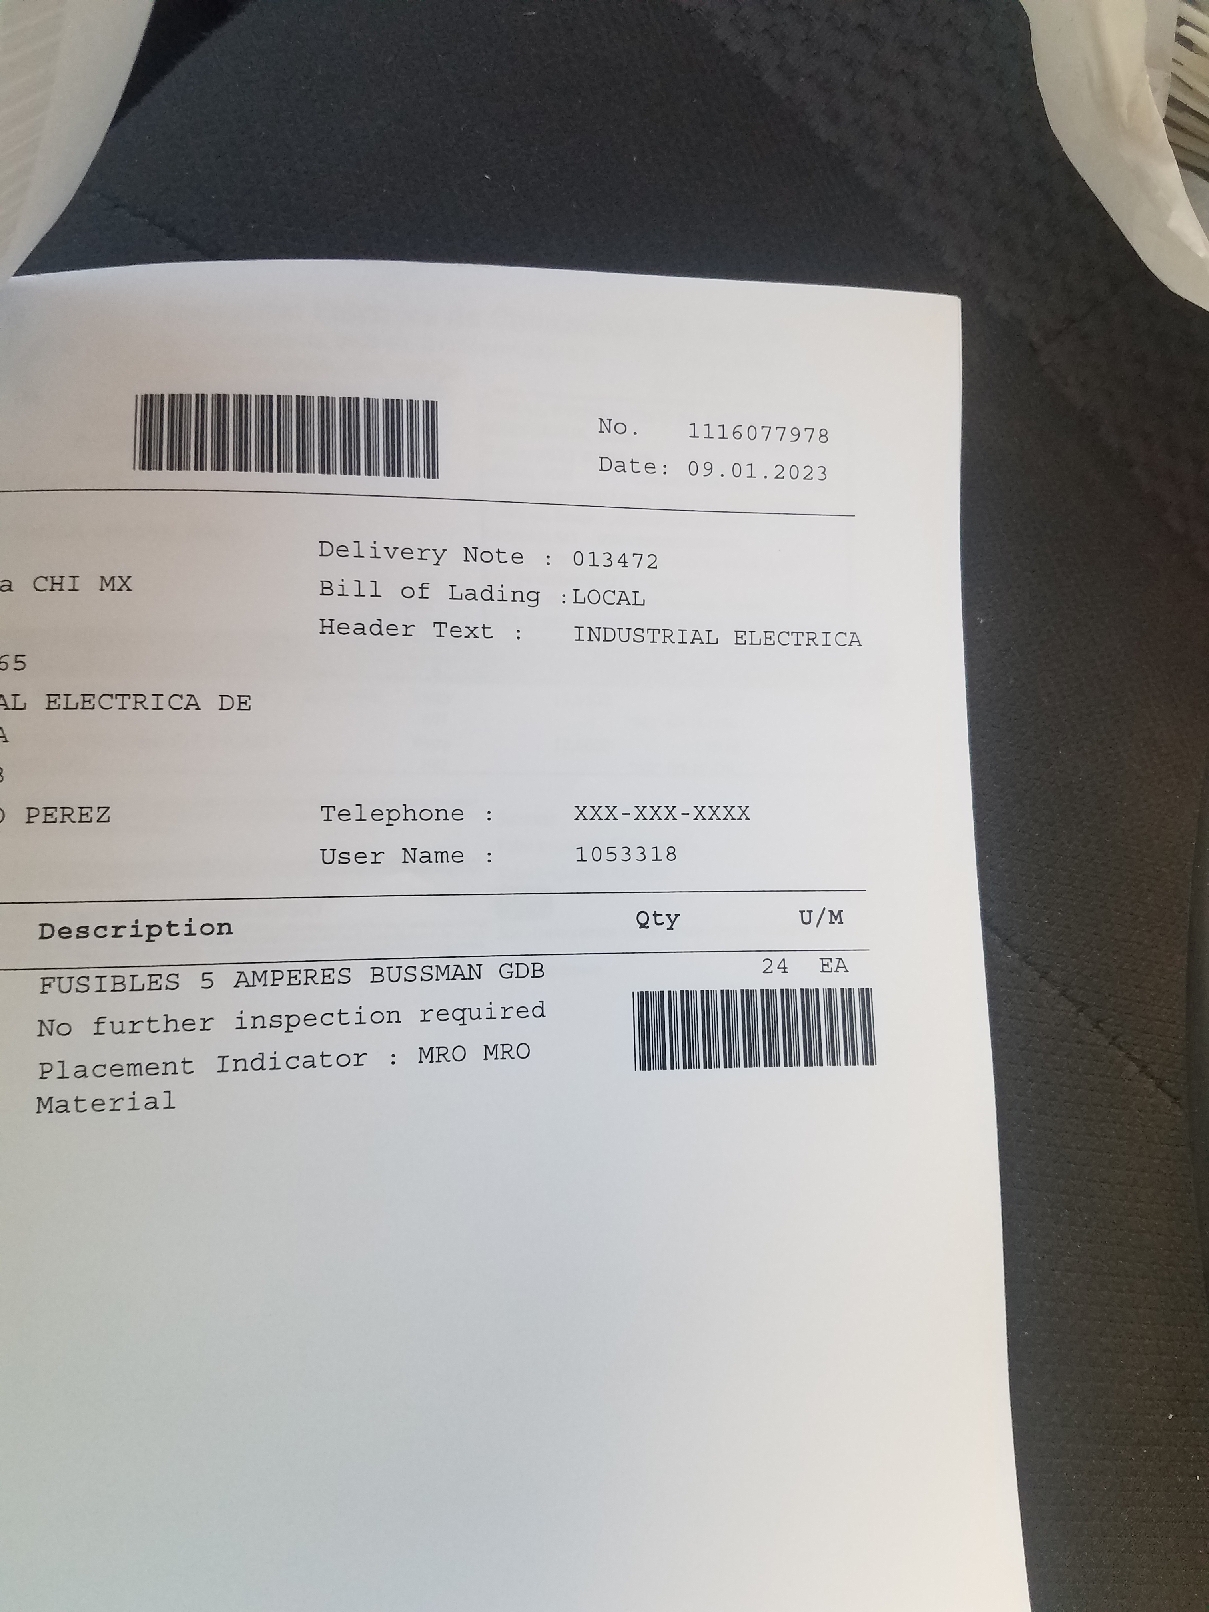 No. 1116077978
Date: 09.01.2023
Delivery Note : 013472
a CHI MX
Bill of Lading :LOCAL
Header Text : INDUSTRIAL ELECTRICA
65
AL ELECTRICA DE
A
PEREZ
Telephone : XXX-XXX-XXXX
User Name : 1053318
Description Qty U/M
FUSIBLES 5 AMPERES BUSSMAN GDB 24 EA
No further inspection required
Placement Indicator : MRO MRO
Material